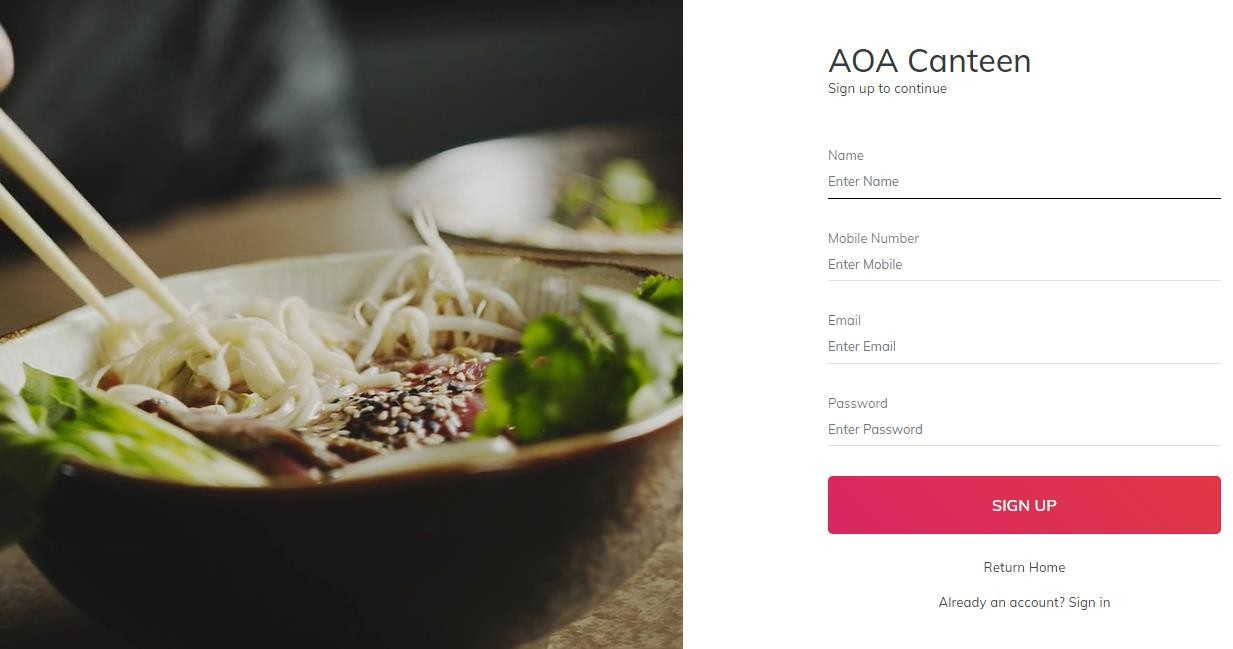 AOA Canteen
Sign up to continue
Name
Enter Name
Mobile Number
Enter Mobile
Email
Enter Email
Password
Enter Password
SIGN UP
Return Home
Already an account? Sign in